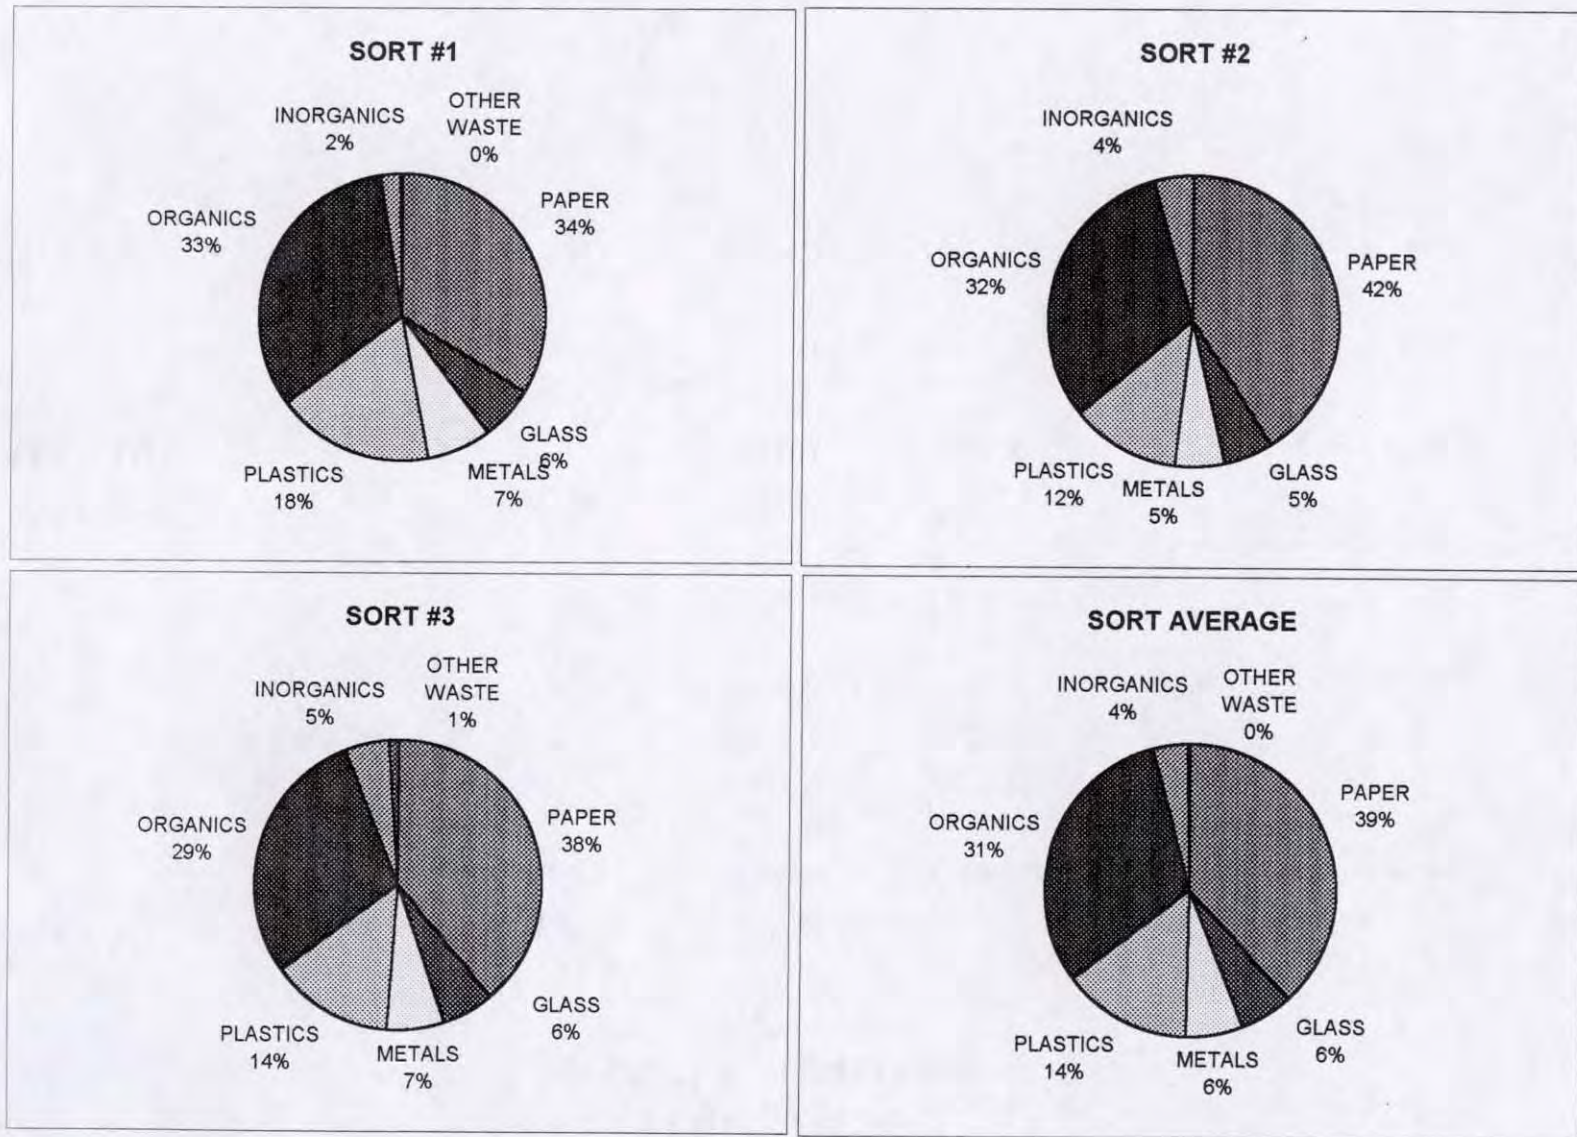 SORT #1
OTHER
WASTE
0%
INORGANICS
2%
PAPER
34%
ORGANICS
33%
GLASS
6%
METALS
7%
PLASTICS
18%
SORT #2
INORGANICS
4%
PAPER
42%
ORGANICS
32%
GLASS
5%
METALS
5%
PLASTICS
12%
SORT #3
OTHER
WASTE
1%
INORGANICS
5%
PAPER
38%
ORGANICS
29%
GLASS
6%
METALS
7%
PLASTICS
14%
SORT AVERAGE
OTHER
WASTE
0%
INORGANICS
4%
PAPER
39%
ORGANICS
31%
GLASS
6%
METALS
6%
PLASTICS
14%